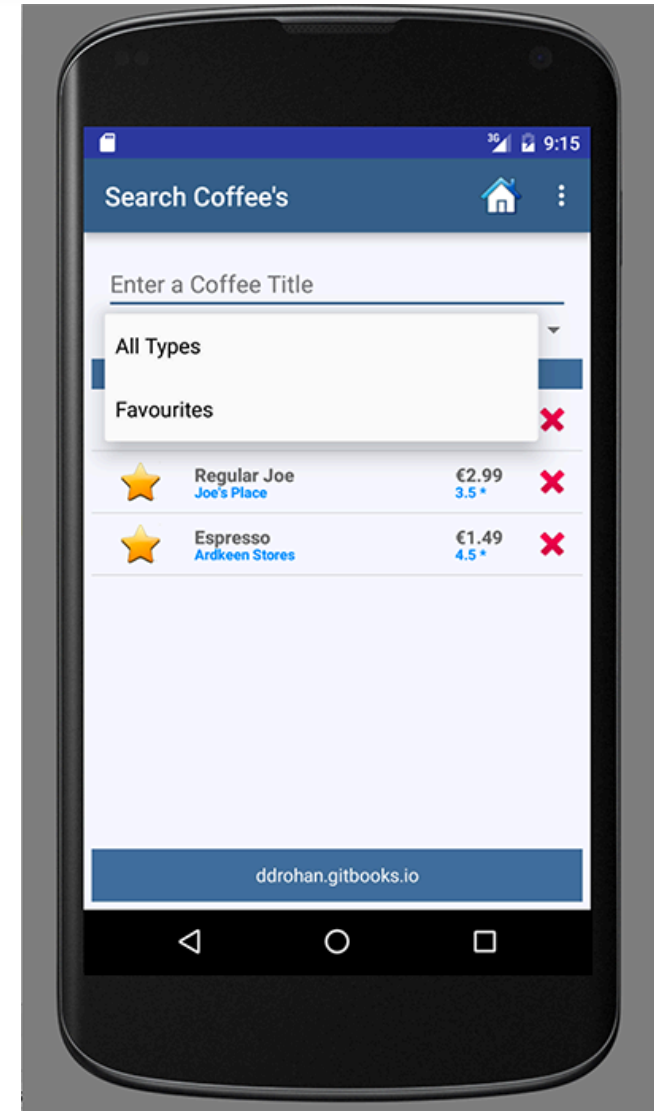 3G 9:15
Search Coffee's
Enter a Coffee Title
All Types
Favourites
Regular Joe €2.99
Joe's Place 3.5 *
Espresso €1.49
Ardkeen Stores 4.5 *
ddrohan.gitbooks.io